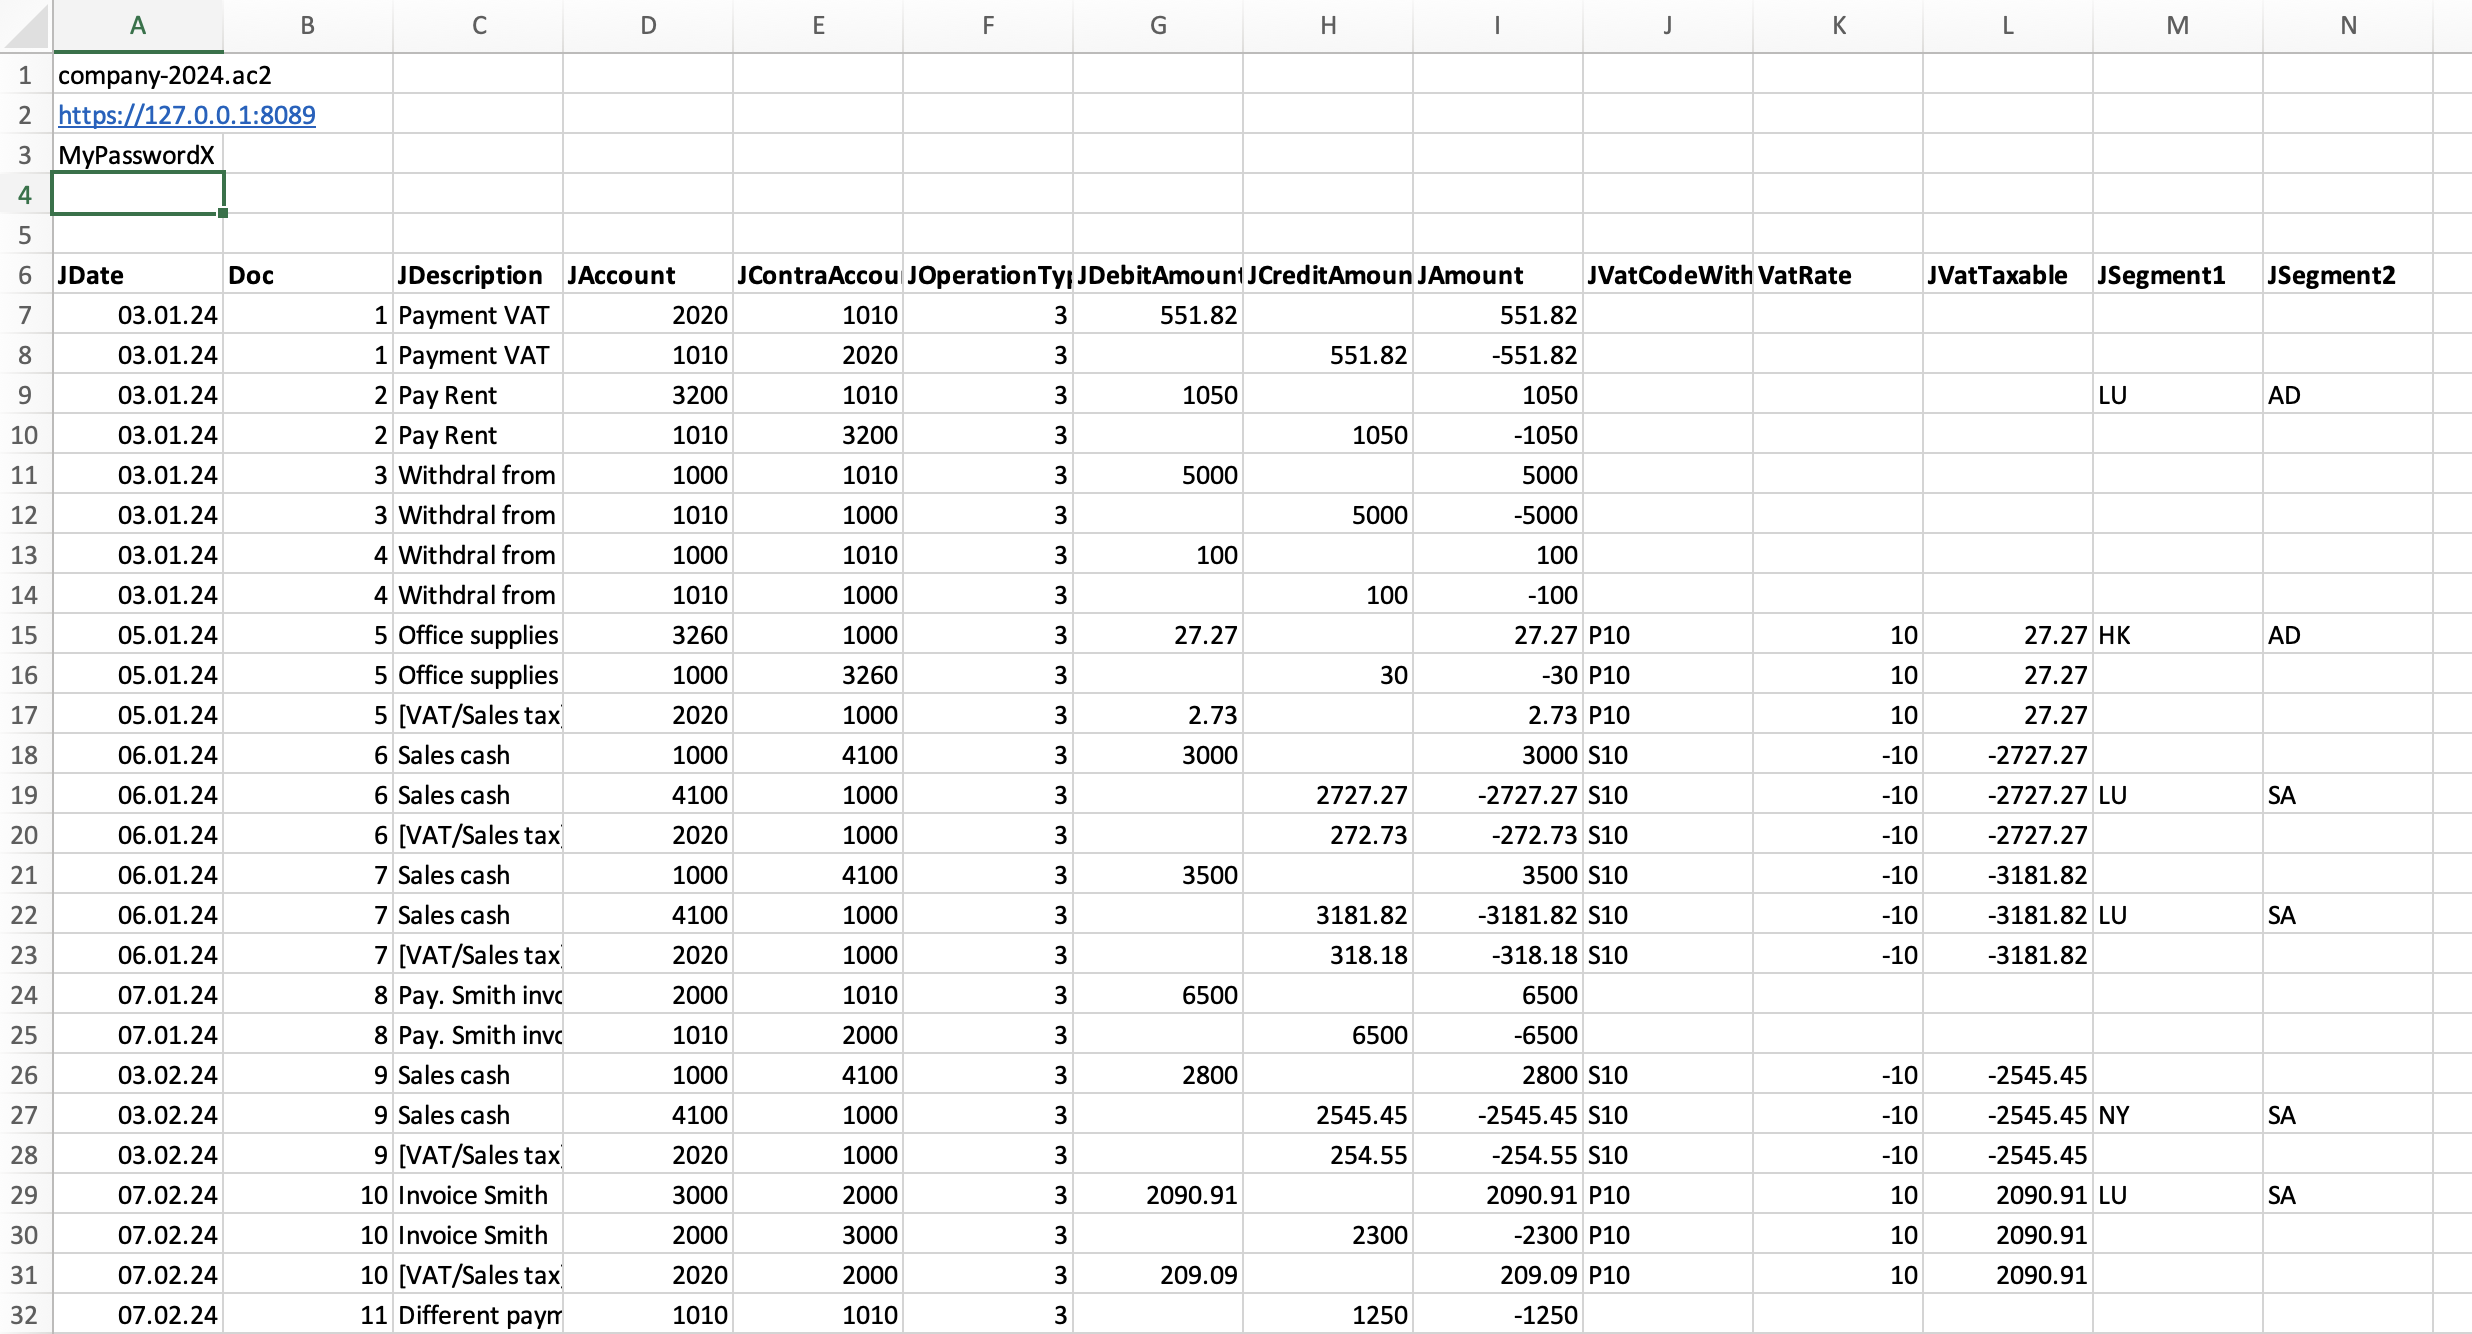 A B C D E F G H I J K L M N
1 company-2024.ac2
2 https://127.0.0.1:8089
3 MyPasswordX
4
5
6 JDate Doc JDescription JAccount JContraAccou JOperationTyp JDebitAmount JCreditAmoun JAmount JVatCodeWith VatRate JVatTaxable JSegment1 JSegment2
7 03.01.24 1 Payment VAT 2020 1010 3 551.82 551.82
8 03.01.24 1 Payment VAT 1010 2020 3 551.82 -551.82
9 03.01.24 2 Pay Rent 3200 1010 3 1050 1050 LU AD
10 03.01.24 2 Pay Rent 1010 3200 3 1050 -1050
11 03.01.24 3 Withdral from 1000 1010 3 5000 5000
12 03.01.24 3 Withdral from 1010 1000 3 5000 -5000
13 03.01.24 4 Withdral from 1000 1010 3 100 100
14 03.01.24 4 Withdral from 1010 1000 3 100 -100
15 05.01.24 5 Office supplies 3260 1000 3 27.27 27.27 P10 10 27.27 HK AD
16 05.01.24 5 Office supplies 1000 3260 3 30 -30 P10 10 27.27
17 05.01.24 5 [VAT/Sales tax] 2020 1000 3 2.73 2.73 P10 10 27.27
18 06.01.24 6 Sales cash 1000 4100 3 3000 3000 S10 -10 -2727.27
19 06.01.24 6 Sales cash 4100 1000 3 2727.27 -2727.27 S10 -10 -2727.27 LU SA
20 06.01.24 6 [VAT/Sales tax] 2020 1000 3 272.73 -272.73 S10 -10 -2727.27
21 06.01.24 7 Sales cash 1000 4100 3 3500 3500 S10 -10 -3181.82
22 06.01.24 7 Sales cash 4100 1000 3 3181.82 -3181.82 S10 -10 -3181.82 LU SA
23 06.01.24 7 [VAT/Sales tax] 2020 1000 3 318.18 -318.18 S10 -10 -3181.82
24 07.01.24 8 Pay. Smith invo 2000 1010 3 6500 6500
25 07.01.24 8 Pay. Smith invo 1010 2000 3 6500 -6500
26 03.02.24 9 Sales cash 1000 4100 3 2800 2800 S10 -10 -2545.45
27 03.02.24 9 Sales cash 4100 1000 3 2545.45 -2545.45 S10 -10 -2545.45 NY SA
28 03.02.24 9 [VAT/Sales tax] 2020 1000 3 254.55 -254.55 S10 -10 -2545.45
29 07.02.24 10 Invoice Smith 3000 2000 3 2090.91 2090.91 P10 10 2090.91 LU SA
30 07.02.24 10 Invoice Smith 2000 3000 3 2300 -2300 P10 10 2090.91
31 07.02.24 10 [VAT/Sales tax] 2020 2000 3 209.09 209.09 P10 10 2090.91
32 07.02.24 11 Different paym 1010 1010 3 1250 -1250